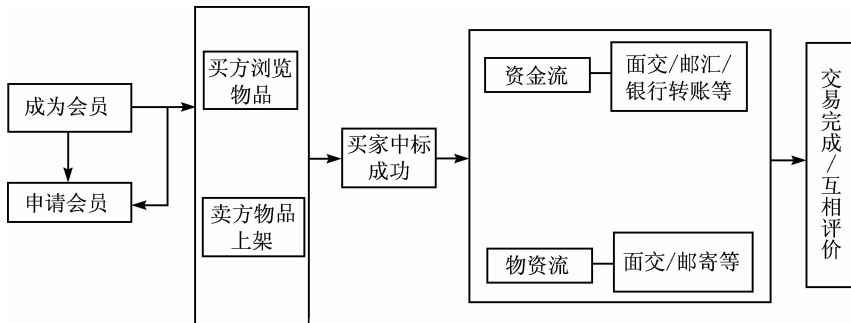 成为会员
申请会员
买方浏览
物品
卖方物品
上架
买家中标
成功
资金流
面交/邮汇/
银行转账等
物资流
面交/邮寄等
交易完成/互相评价